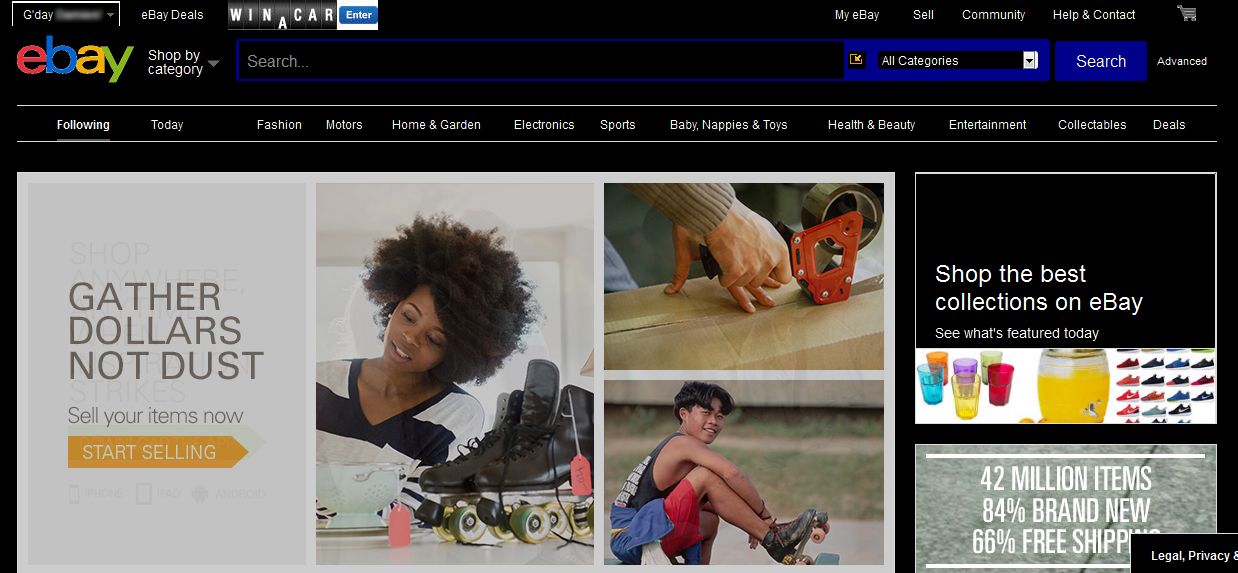 G'day
eBay Deals
WIN A CAR
Enter
My eBay
Sell
Community
Help & Contact
ebay
Shop by
category
Search...
All Categories
Search
Advanced
Following
Today
Fashion
Motors
Home & Garden
Electronics
Sports
Baby, Nappies & Toys
Health & Beauty
Entertainment
Collectables
Deals
SHOP
ANYWHERE,
GATHER
DOLLARS
NOT DUST
STRIKES
Sell your items now
START SELLING
IPHONE
IPAD
ANDROID
Shop the best
collections on eBay
See what's featured today
42 MILLION ITEMS
84% BRAND NEW
66% FREE
Legal, Privacy &